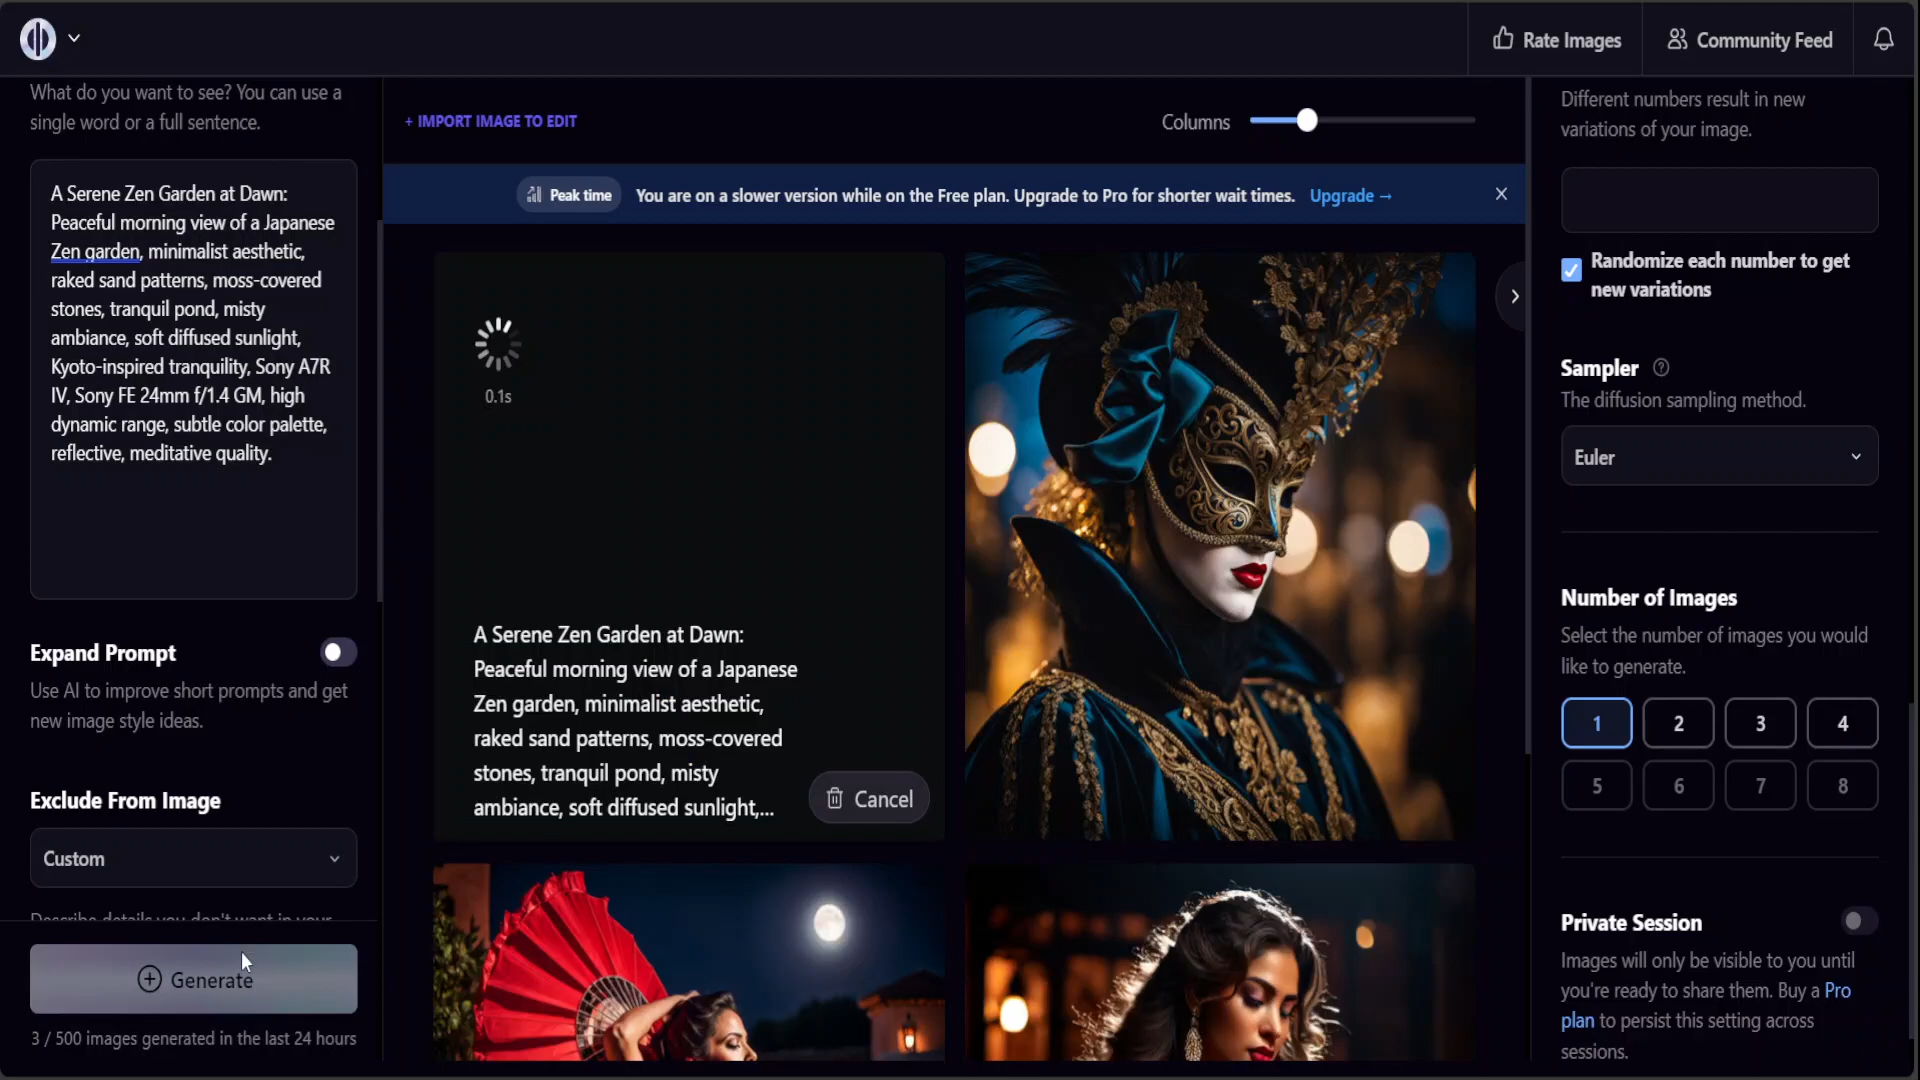 Rate Images
Community Feed
What do you want to see? You can use a
single word or a full sentence.
A Serene Zen Garden at Dawn:
Peaceful morning view of a Japanese
Zen garden, minimalist aesthetic,
raked sand patterns, moss-covered
stones, tranquil pond, misty
ambiance, soft diffused sunlight,
Kyoto-inspired tranquility, Sony A7R
IV, Sony FE 24mm f/1.4 GM, high
dynamic range, subtle color palette,
reflective, meditative quality.
Expand Prompt
Use AI to improve short prompts and get
new image style ideas.
Exclude From Image
Custom
Describe details you don't want in your
Generate
3 / 500 images generated in the last 24 hours
+ IMPORT IMAGE TO EDIT
Columns
Peak time
You are on a slower version while on the Free plan. Upgrade to Pro for shorter wait times. Upgrade →
0.1s
A Serene Zen Garden at Dawn:
Peaceful morning view of a Japanese
Zen garden, minimalist aesthetic,
raked sand patterns, moss-covered
stones, tranquil pond, misty
ambiance, soft diffused sunlight,...
Cancel
Different numbers result in new
variations of your image.
Randomize each number to get
new variations
Sampler
The diffusion sampling method.
Euler
Number of Images
Select the number of images you would
like to generate.
1 2 3 4
5 6 7 8
Private Session
Images will only be visible to you until
you're ready to share them. Buy a Pro
plan to persist this setting across
sessions.